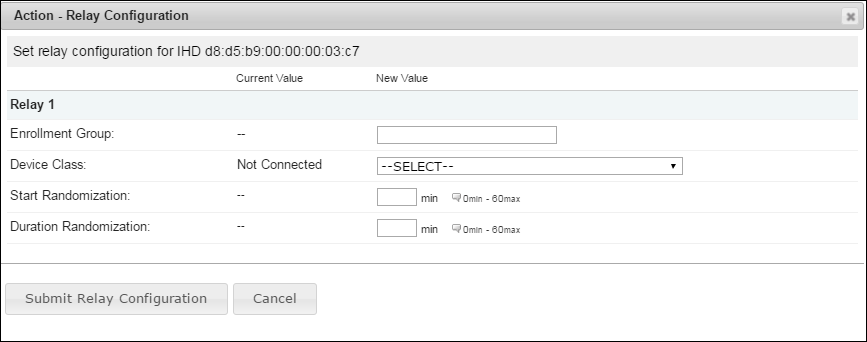 Action - Relay Configuration
Set relay configuration for IHD d8:d5:b9:00:00:00:03:c7
Current Value New Value
Relay 1
Enrollment Group: --
Device Class: Not Connected --SELECT--
Start Randomization: -- min 0min - 60max
Duration Randomization: -- min 0min - 60max
Submit Relay Configuration Cancel